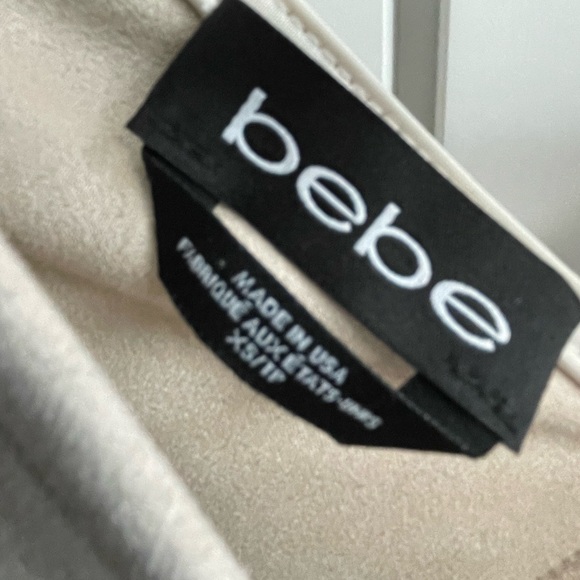 bebe
MADE IN USA
FABRIQUÉ AUX ÉTATS-UNIS
XS/TP